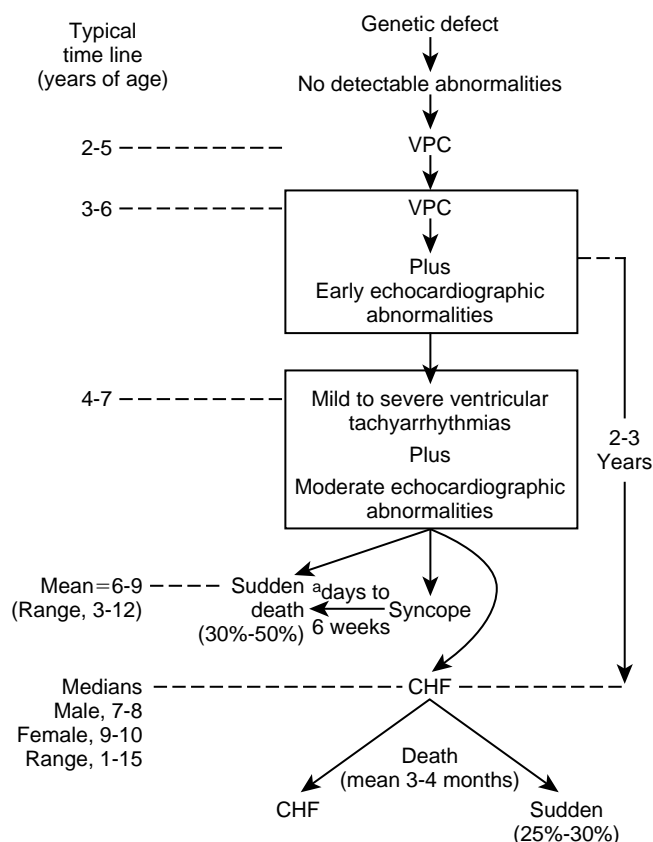 Typical
time line
(years of age)
Genetic defect
No detectable abnormalities
2-5
VPC
3-6
VPC
Plus
Early echocardiographic
abnormalities
4-7
Mild to severe ventricular
tachyarrhythmias
Plus
Moderate echocardiographic
abnormalities
2-3
Years
Mean=6-9
(Range, 3-12)
Sudden
death
(30%-50%)
adays to
6 weeks
Syncope
Medians
Male, 7-8
Female, 9-10
Range, 1-15
CHF
Death
(mean 3-4 months)
CHF
Sudden
(25%-30%)